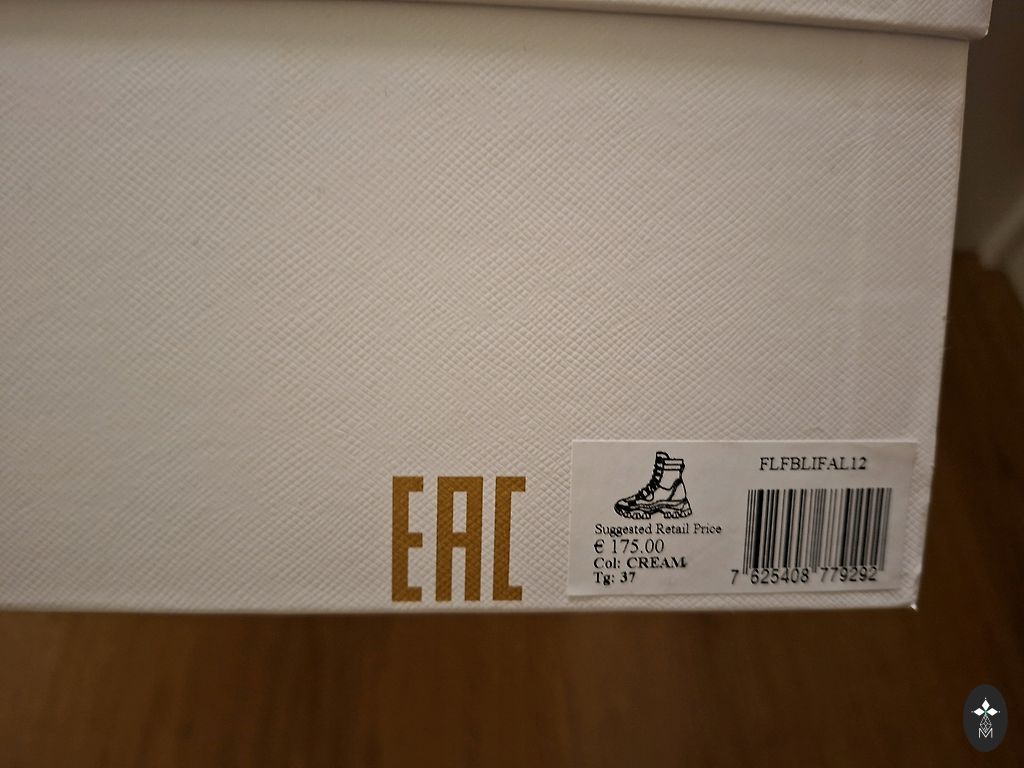 EAC
FLFBLIFAL12
Suggested Retail Price
€ 175.00
Col: CREAM
Tg: 37
7 625408 779292
M